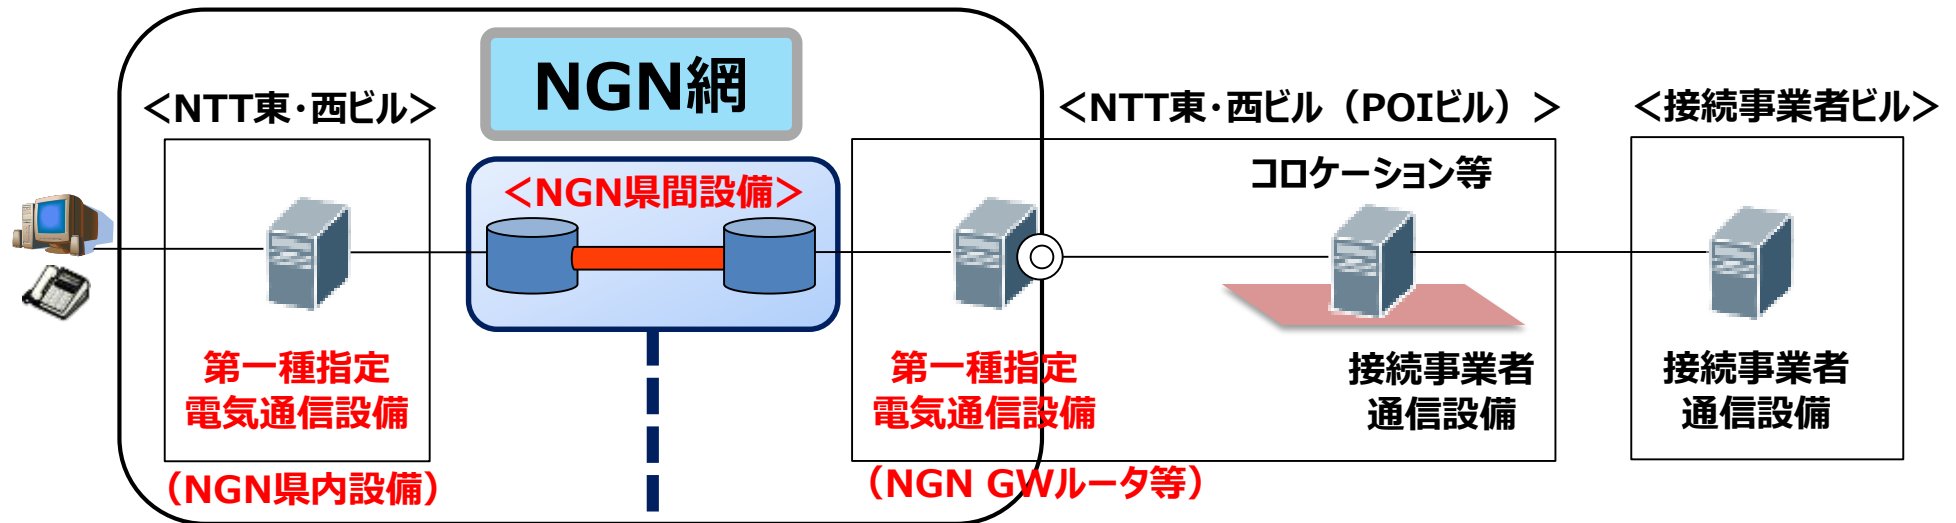 NGN網
＜NTT東・西ビル＞
＜NTT東・西ビル（POIビル）＞
＜接続事業者ビル＞
＜NGN県間設備＞
コロケーション等
第一種指定
電気通信設備
（NGN県内設備）
第一種指定
電気通信設備
（NGN GWルータ等）
接続事業者
通信設備
接続事業者
通信設備